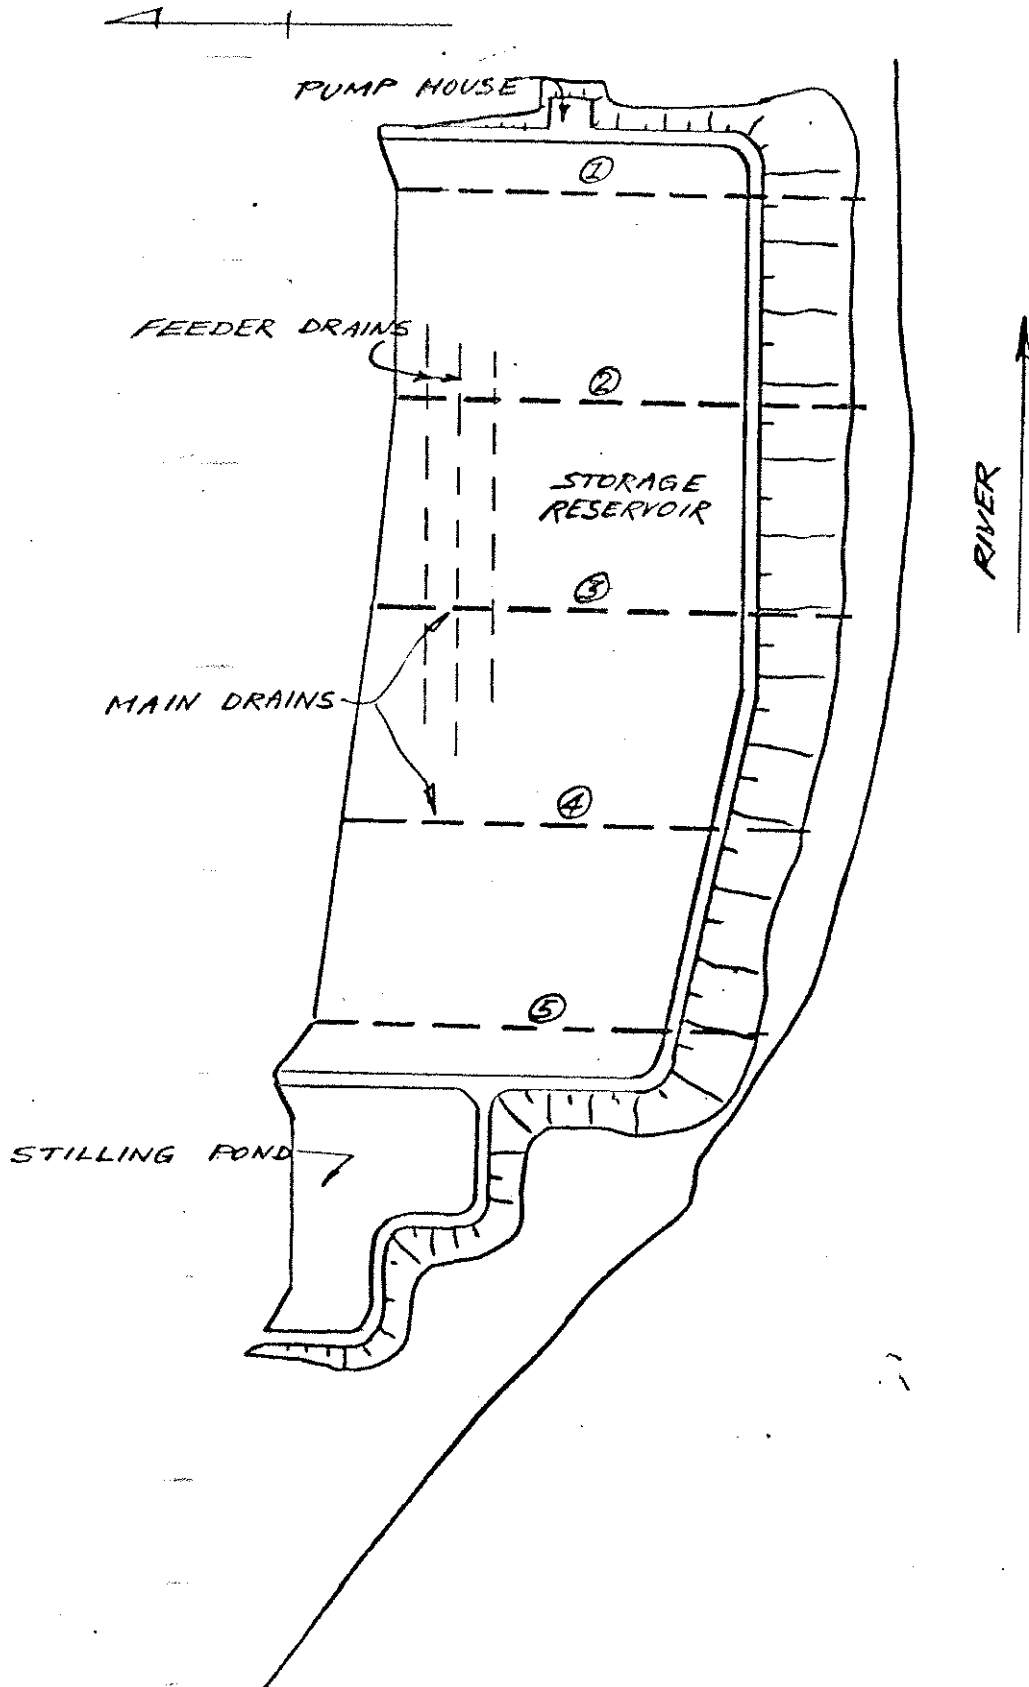 PUMP HOUSE
①
FEEDER DRAINS
②
STORAGE
RESERVOIR
RIVER
③
MAIN DRAINS
④
⑤
STILLING POND